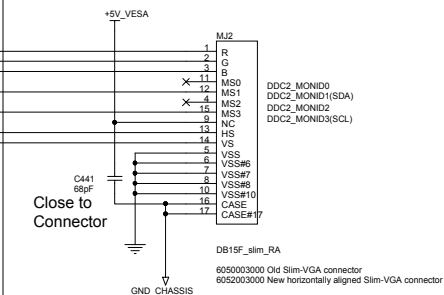 +5V_VESA
MJ2
1 R
2 G
3 B
11 MS0 DDC2_MONID0
12 MS1 DDC2_MONID1(SDA)
4 MS2 DDC2_MONID2
15 MS3 DDC2_MONID3(SCL)
9 NC
13 HS
14 VS
5 VSS
6 VSS#6
7 VSS#7
8 VSS#8
10 VSS#10
16 CASE
17 CASE#17
C441
68pF
Close to
Connector
DB15F_slim_RA
6050003000 Old Slim-VGA connector
6052003000 New horizontally aligned Slim-VGA connector
GND_CHASSIS